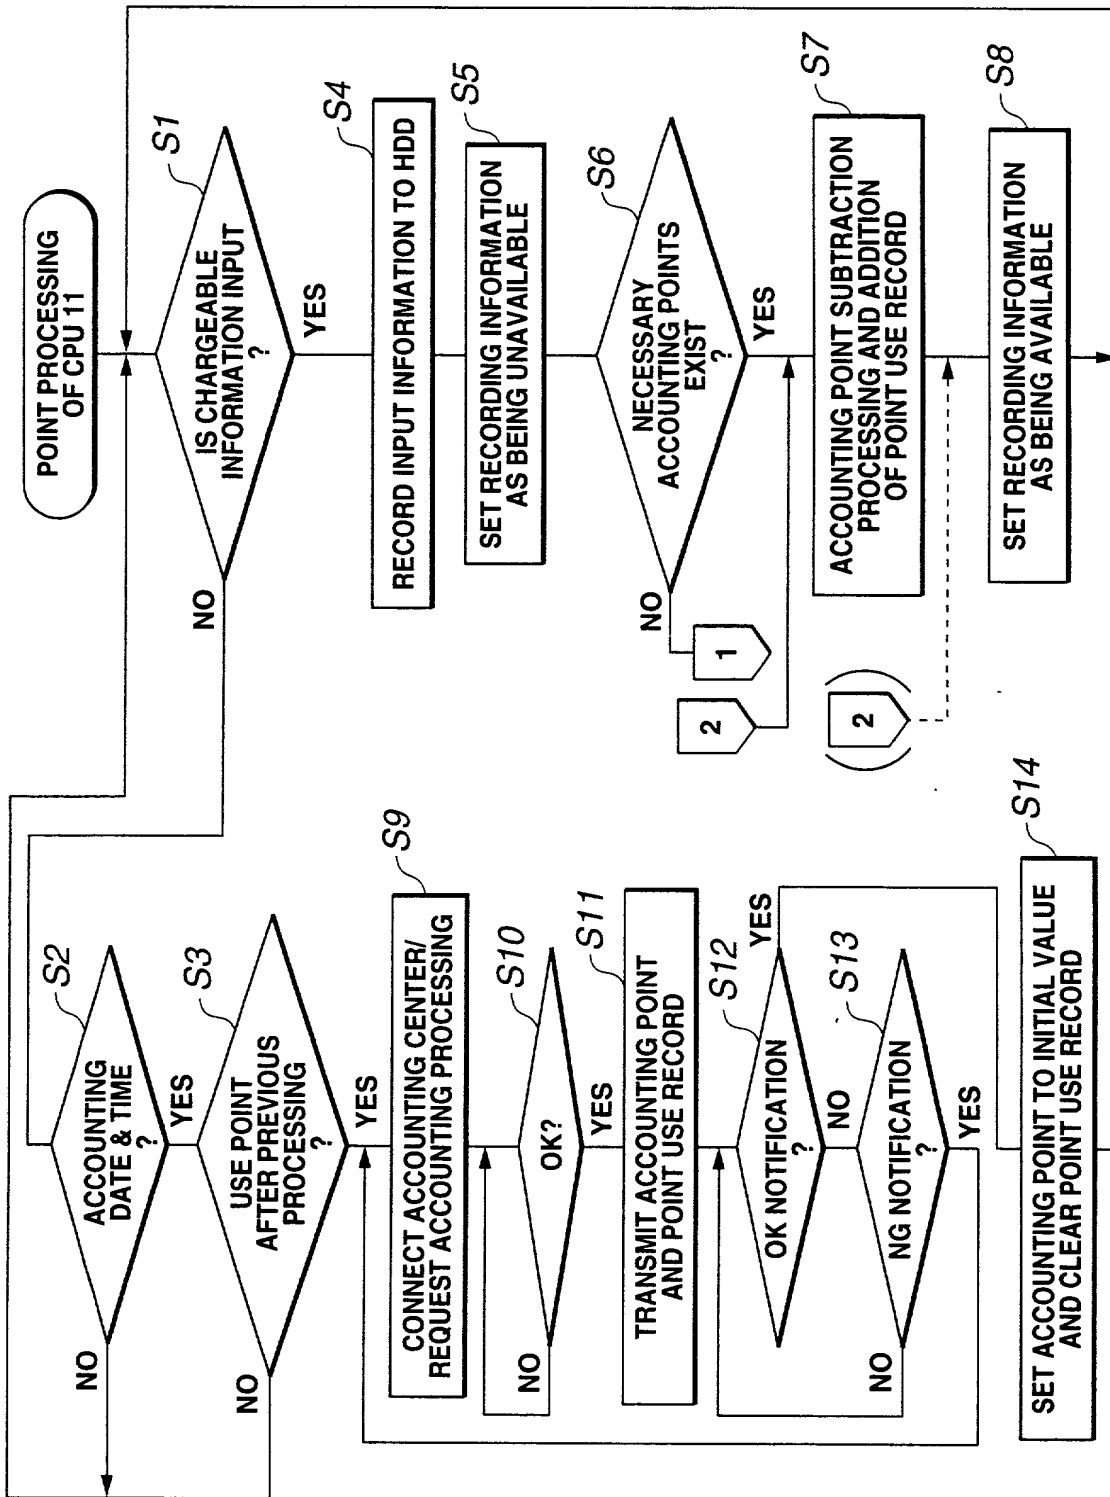 POINT PROCESSING
OF CPU 11
S1
IS CHARGEABLE
INFORMATION INPUT
?
NO
YES
S4
RECORD INPUT INFORMATION TO HDD
S5
SET RECORDING INFORMATION
AS BEING UNAVAILABLE
S6
NECESSARY
ACCOUNTING POINTS
EXIST
?
NO
YES
1
2
S7
ACCOUNTING POINT SUBTRACTION
PROCESSING AND ADDITION
OF POINT USE RECORD
(2)
S8
SET RECORDING INFORMATION
AS BEING AVAILABLE
S2
ACCOUNTING
DATE & TIME
?
NO
YES
S3
USE POINT
AFTER PREVIOUS
PROCESSING
?
NO
YES
S9
CONNECT ACCOUNTING CENTER/
REQUEST ACCOUNTING PROCESSING
S10
OK?
NO
YES
S11
TRANSMIT ACCOUNTING POINT
AND POINT USE RECORD
S12
OK NOTIFICATION
?
YES
NO
S13
NG NOTIFICATION
?
NO
YES
S14
SET ACCOUNTING POINT TO INITIAL VALUE
AND CLEAR POINT USE RECORD